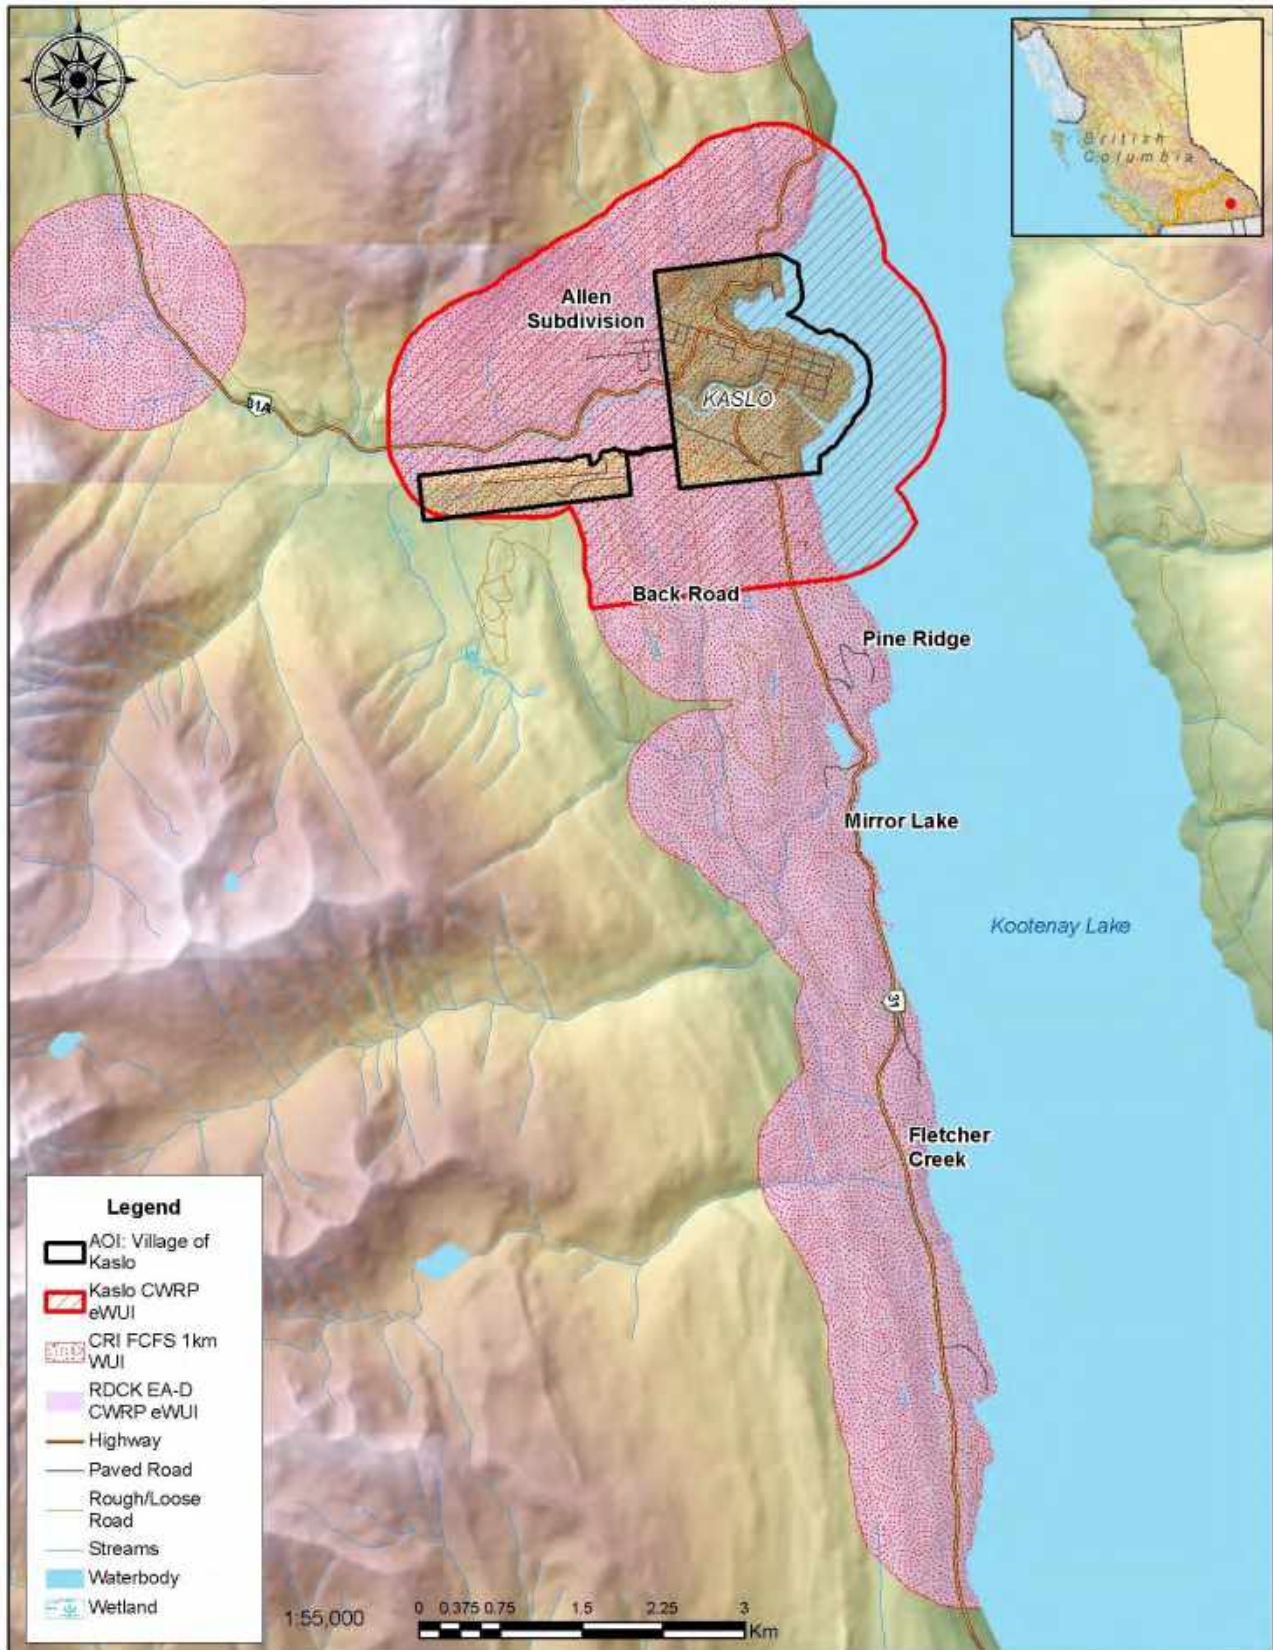 British
Columbia
Allen
Subdivision
31A
KASLO
Back Road
Pine Ridge
Mirror Lake
Kootenay Lake
31
Fletcher
Creek
Legend
AOI: Village of
Kaslo
Kaslo CWRP
eWUI
CRI FCFS 1km
WUI
RDCK EA-D
CWRP eWUI
Highway
Paved Road
Rough/Loose
Road
Streams
Waterbody
Wetland
1:55,000
0 0.375 0.75 1.5 2.25 3
Km